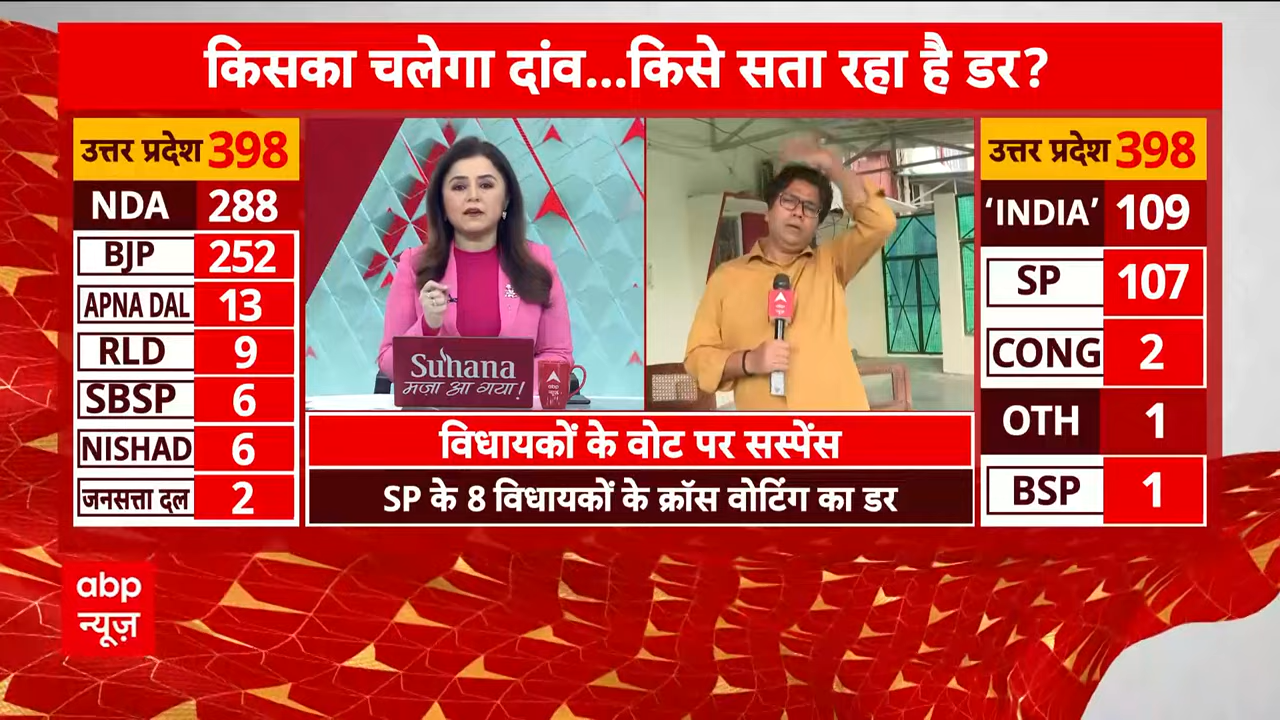 किसका चलेगा दांव...किसे सता रहा है डर?
उत्तर प्रदेश 398
NDA 288
BJP 252
APNA DAL 13
RLD 9
SBSP 6
NISHAD 6
जनसत्ता दल 2
Suhana
मज़ा आ गया!
abp
विधायकों के वोट पर सस्पेंस
SP के 8 विधायकों के क्रॉस वोटिंग का डर
उत्तर प्रदेश 398
‘INDIA’ 109
SP 107
CONG 2
OTH 1
BSP 1
abp
न्यूज़